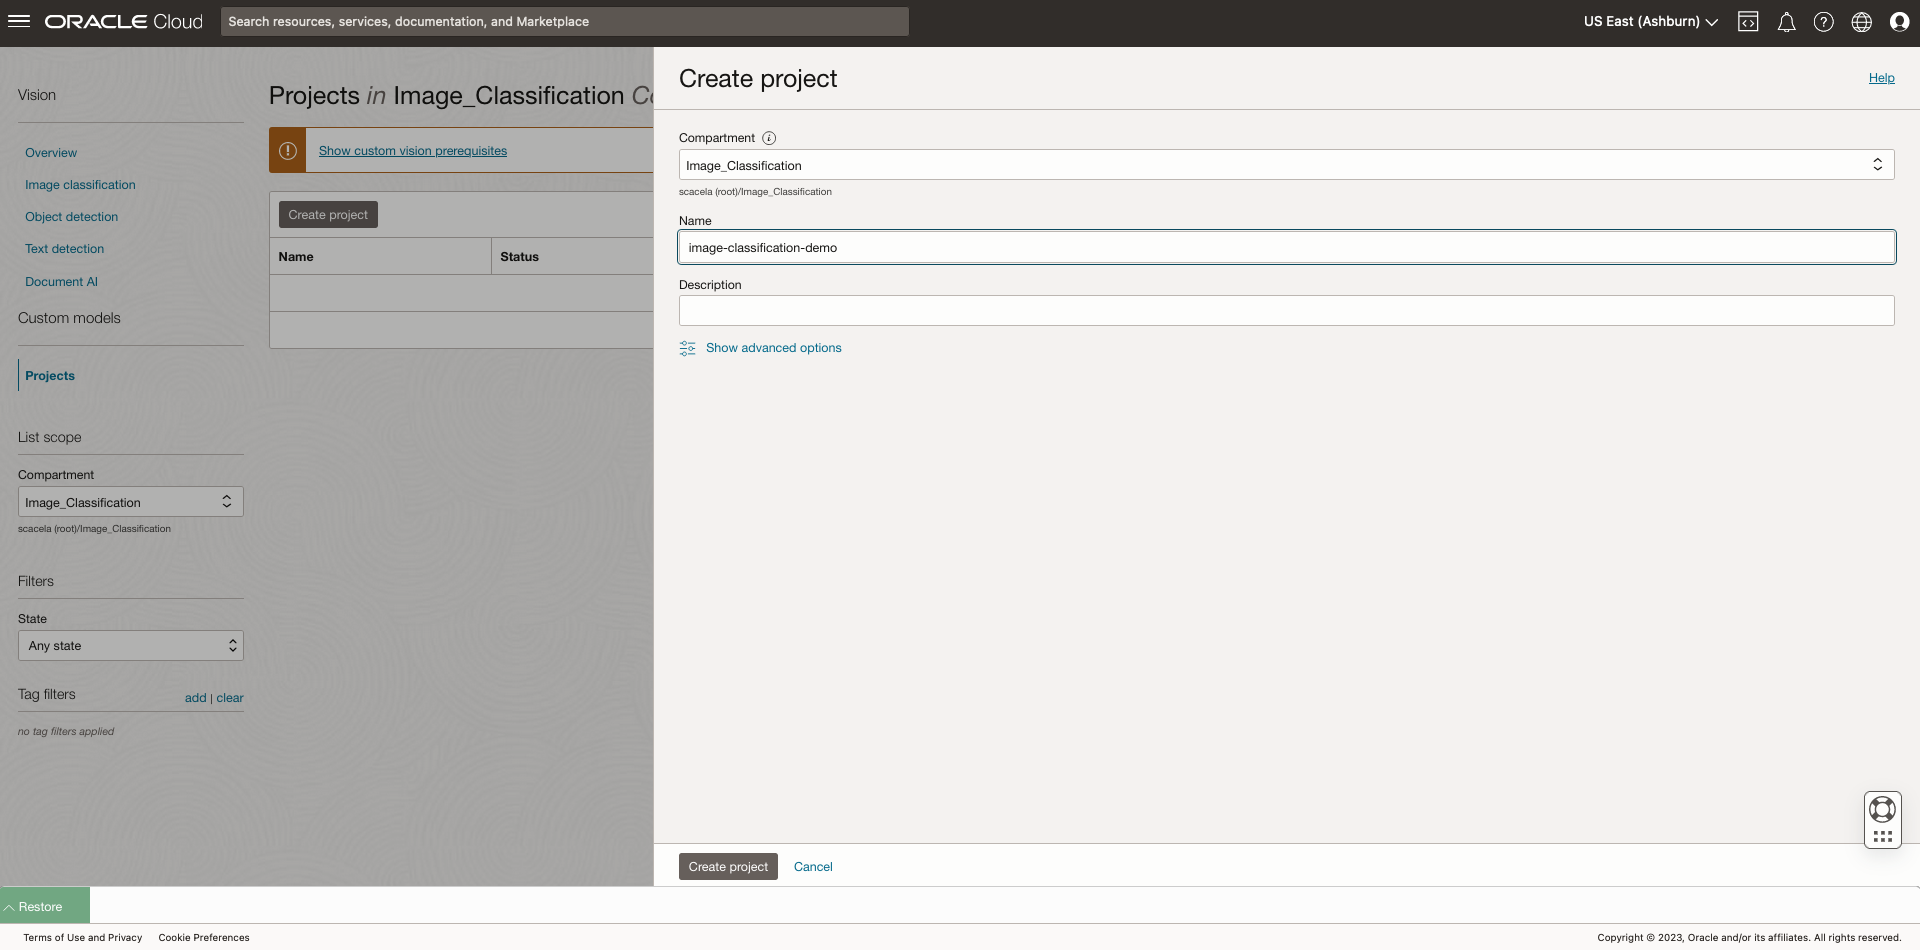 ORACLE Cloud
Search resources, services, documentation, and Marketplace
US East (Ashburn)
Vision
Overview
Image classification
Object detection
Text detection
Document AI
Custom models
Projects
List scope
Compartment
Image_Classification
scacela (root)/Image_Classification
Filters
State
Any state
Tag filters
add | clear
no tag filters applied
Projects in Image_Classification
Show custom vision prerequisites
Create project
Name Status
Create project
Help
Compartment
Image_Classification
scacela (root)/Image_Classification
Name
image-classification-demo
Description
Show advanced options
Create project Cancel
Restore
Terms of Use and Privacy Cookie Preferences
Copyright © 2023, Oracle and/or its affiliates. All rights reserved.